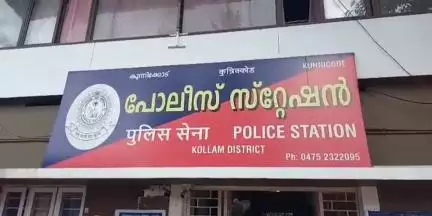 കുന്നിക്കോട് कुन्निक्कोड KUNNICODE
പോലീസ് സ്റ്റേഷൻ
पुलिस सेना POLICE STATION
KOLLAM DISTRICT
Ph: 0475 2322095